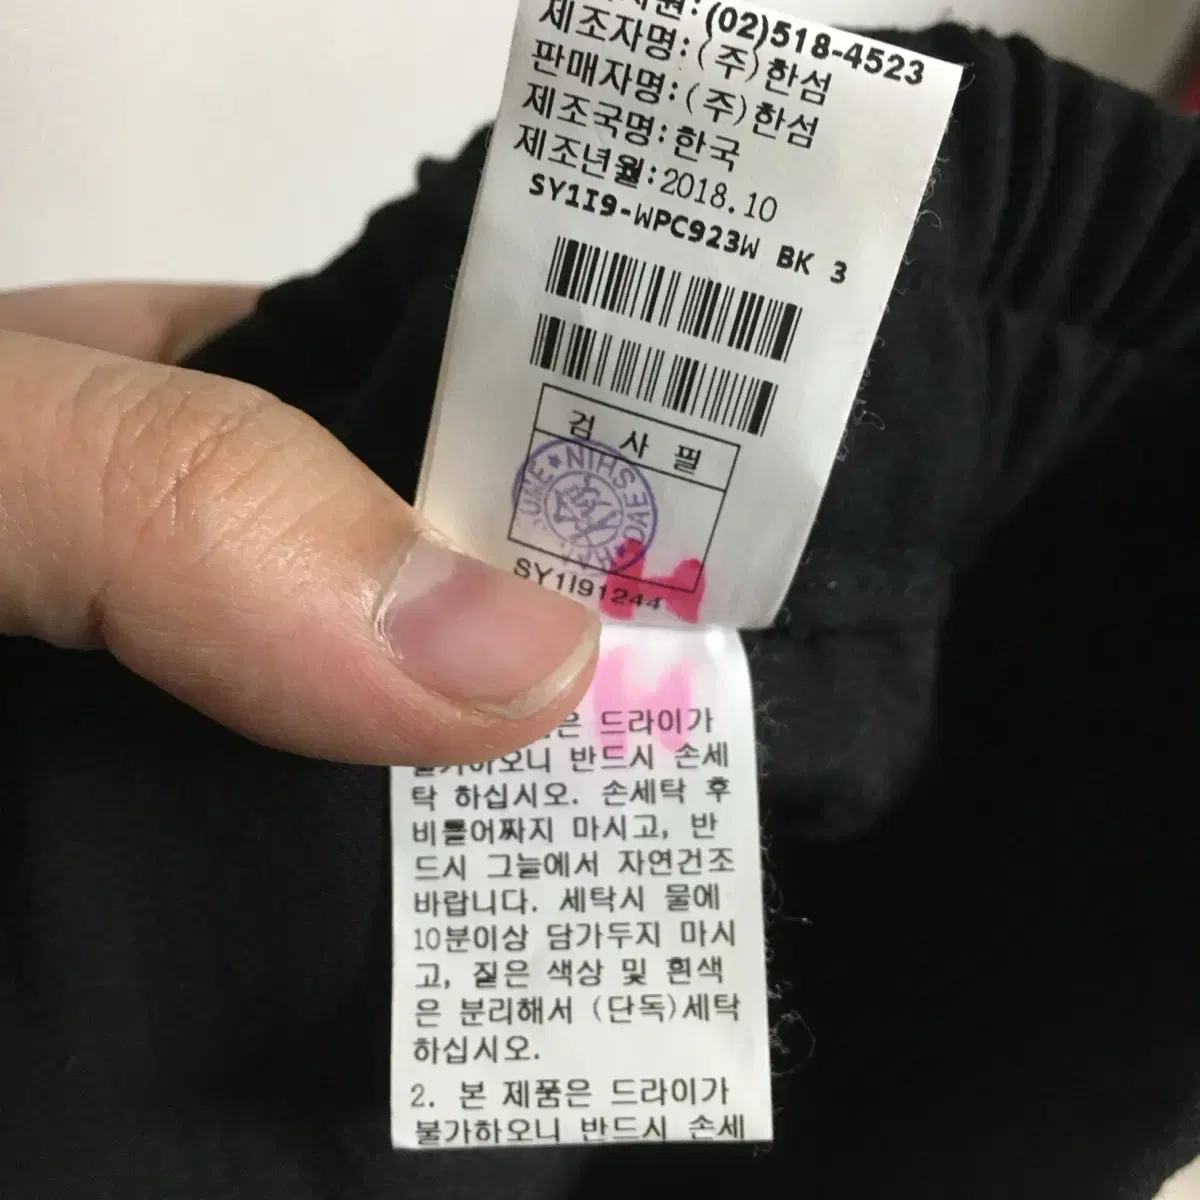 (02)518-4523
제조자명:(주)한섬
판매자명:(주)한섬
제조국명:한국
제조년월:2018.10
SY1I9-WPC923W BK 3
검 사 필
NIHSEAD
SY1I91244
H
은 드라이가
불가하오니 반드시 손세
탁 하십시오. 손세탁 후
비틀어짜지 마시고, 반
드시 그늘에서 자연건조
바랍니다. 세탁시 물에
10분이상 담가두지 마시
고, 짙은 색상 및 흰색
은 분리해서 (단독)세탁
하십시오.
2. 본 제품은 드라이가
불가하오니 반드시 손세